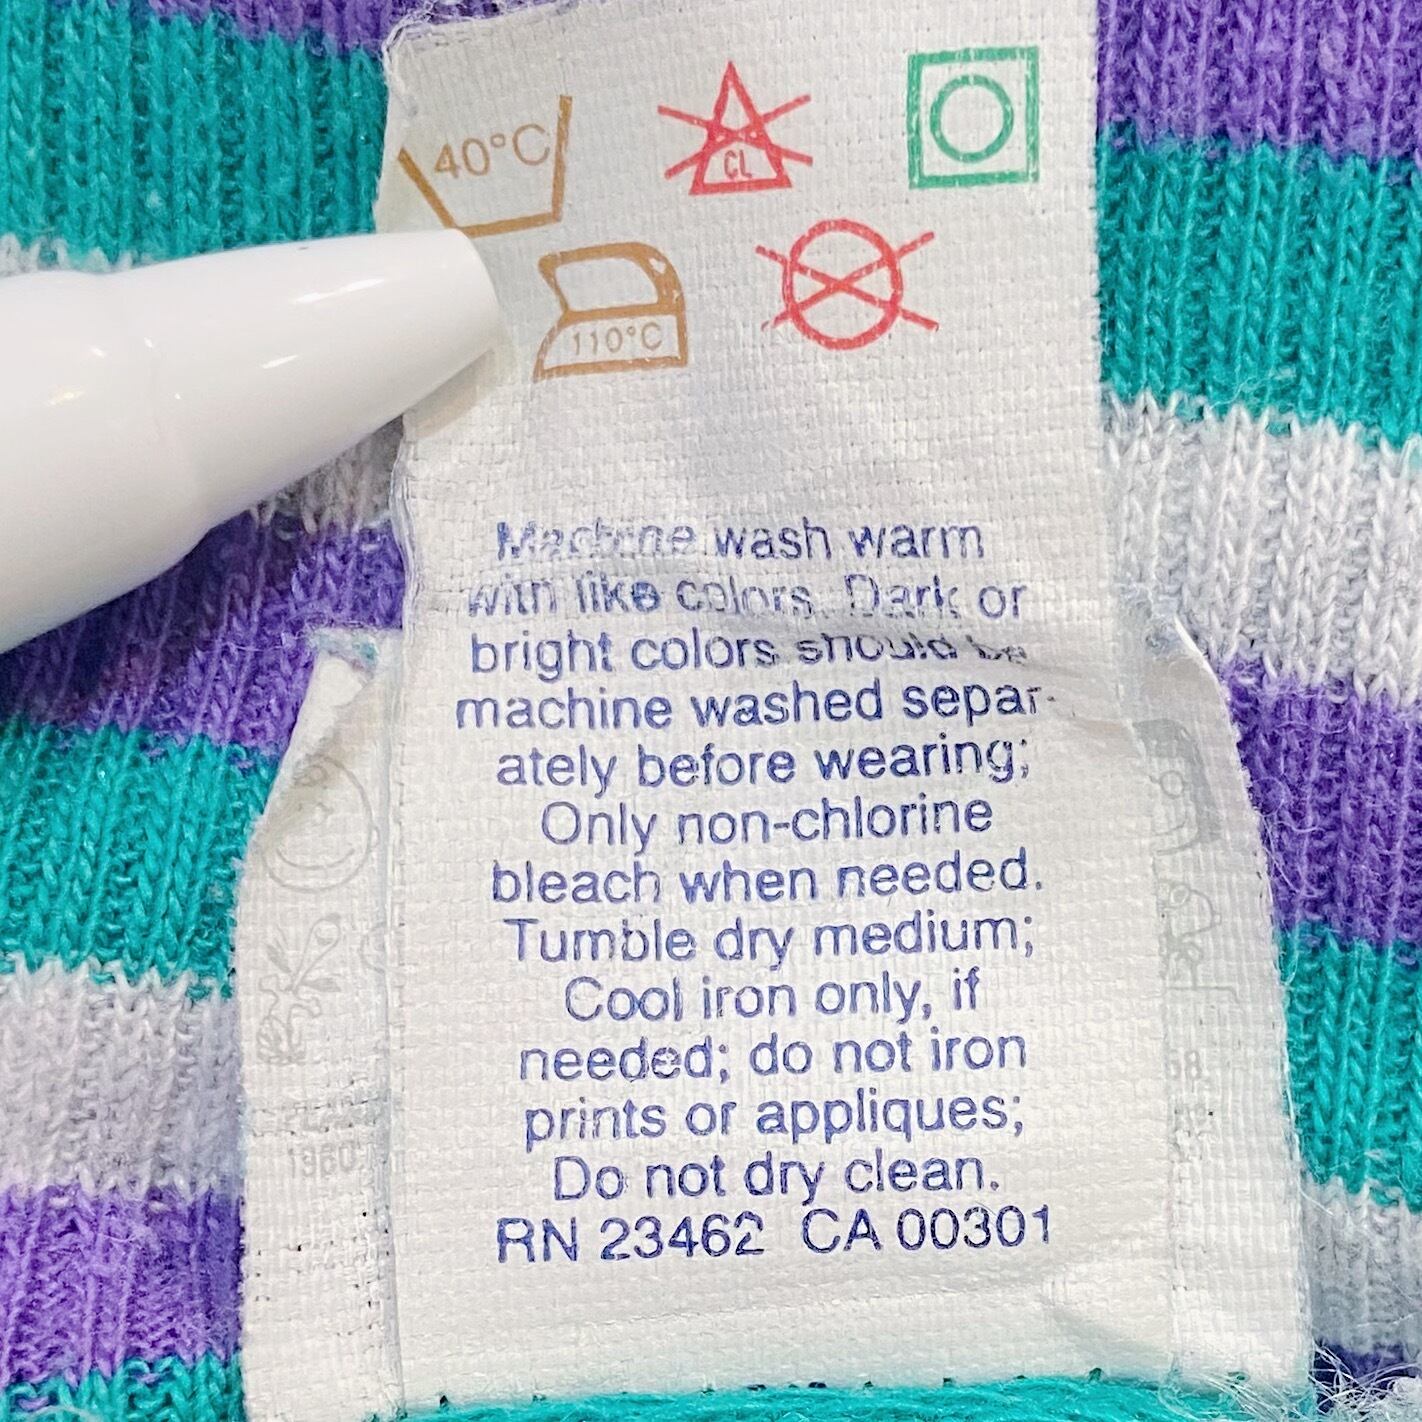 40°C
CL
110°C
Machine wash warm
with like colors. Dark or
bright colors should be
machine washed separ-
ately before wearing;
Only non-chlorine
bleach when needed.
Tumble dry medium;
Cool iron only, if
needed; do not iron
prints or appliques;
Do not dry clean.
RN 23462 CA 00301